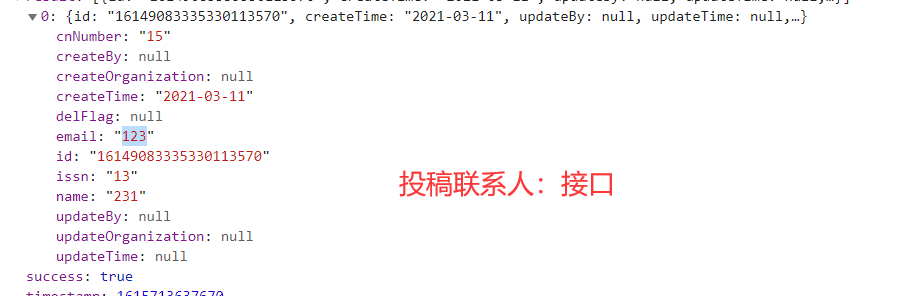 0: {id: "16149083335330113570", createTime: "2021-03-11", updateBy: null, updateTime: null,…}
cnNumber: "15"
createBy: null
createOrganization: null
createTime: "2021-03-11"
delFlag: null
email: "123"
id: "16149083335330113570"
issn: "13"
name: "231"
投稿联系人：接口
updateBy: null
updateOrganization: null
updateTime: null
success: true
timestamp: 1615713637670